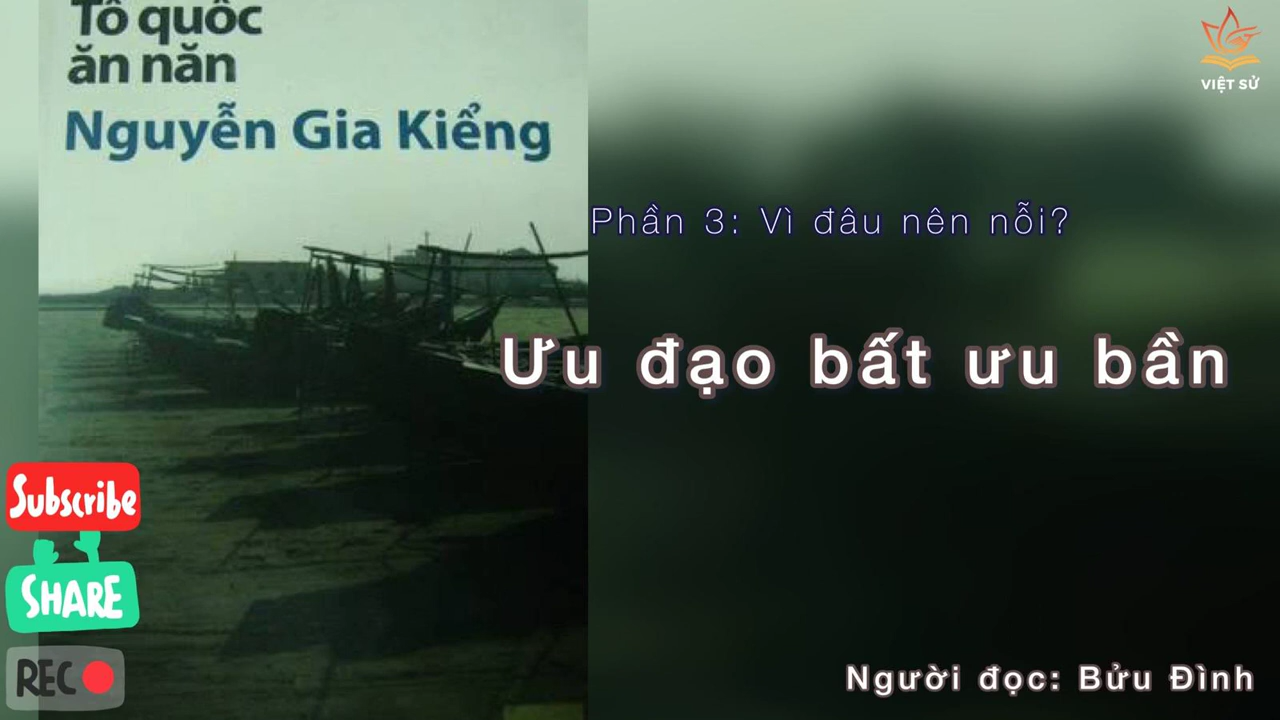 Tổ quốc
ăn năn
Nguyễn Gia Kiểng
VIỆT SỬ
Phần 3: Vì đâu nên nỗi?
Ưu đạo bất ưu bần
Subscribe
SHARE
REC
Người đọc: Bửu Đình